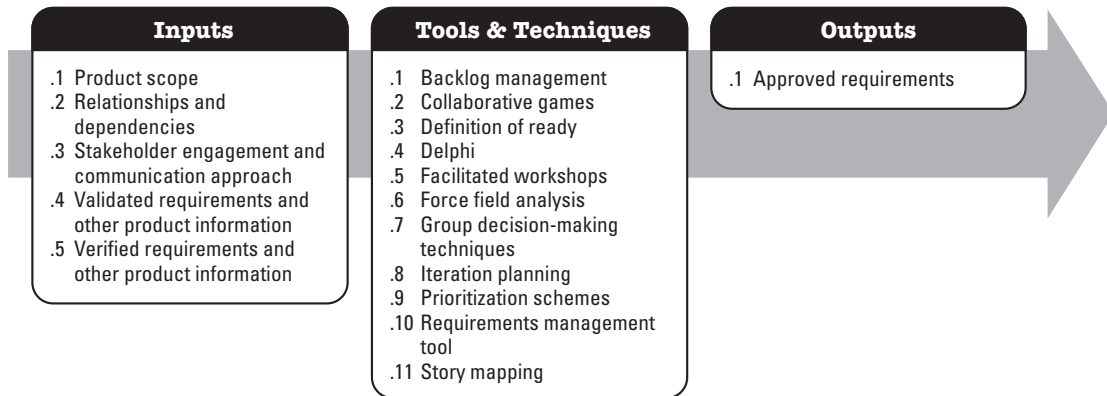 Inputs
.1 Product scope
.2 Relationships and
dependencies
.3 Stakeholder engagement and
communication approach
.4 Validated requirements and
other product information
.5 Verified requirements and
other product information
Tools & Techniques
.1 Backlog management
.2 Collaborative games
.3 Definition of ready
.4 Delphi
.5 Facilitated workshops
.6 Force field analysis
.7 Group decision-making
techniques
.8 Iteration planning
.9 Prioritization schemes
.10 Requirements management
tool
.11 Story mapping
Outputs
.1 Approved requirements